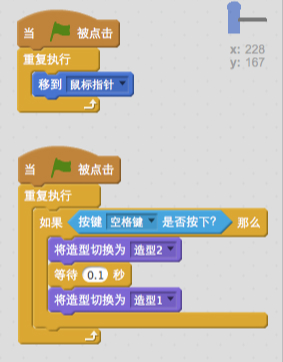 当 被点击
x: 228
y: 167
重复执行
移到 鼠标指针
当 被点击
重复执行
如果 按键 空格键 是否按下? 那么
将造型切换为 造型2
等待 0.1 秒
将造型切换为 造型1